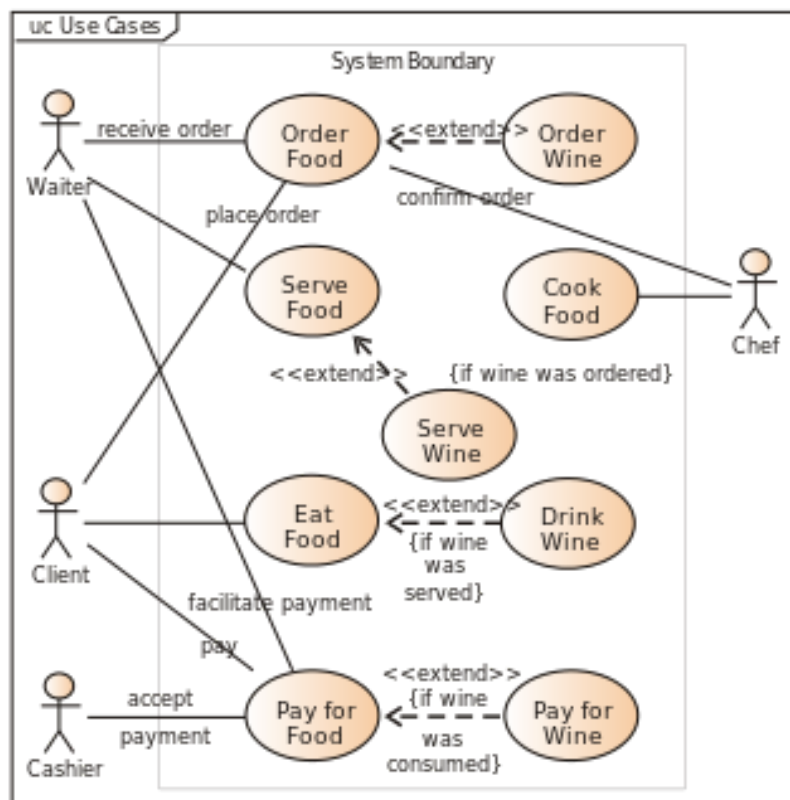 uc Use Cases
System Boundary
receive order
Order
Food
<<extend>>
Order
Wine
Waiter
confirm order
place order
Serve
Food
Cook
Food
Chef
<<extend>>
{if wine was ordered}
Serve
Wine
Client
Eat
Food
<<extend>>
{if wine
was
served}
Drink
Wine
facilitate payment
pay
<<extend>>
{if wine
was
consumed}
accept
payment
Cashier
Pay for
Food
Pay for
Wine